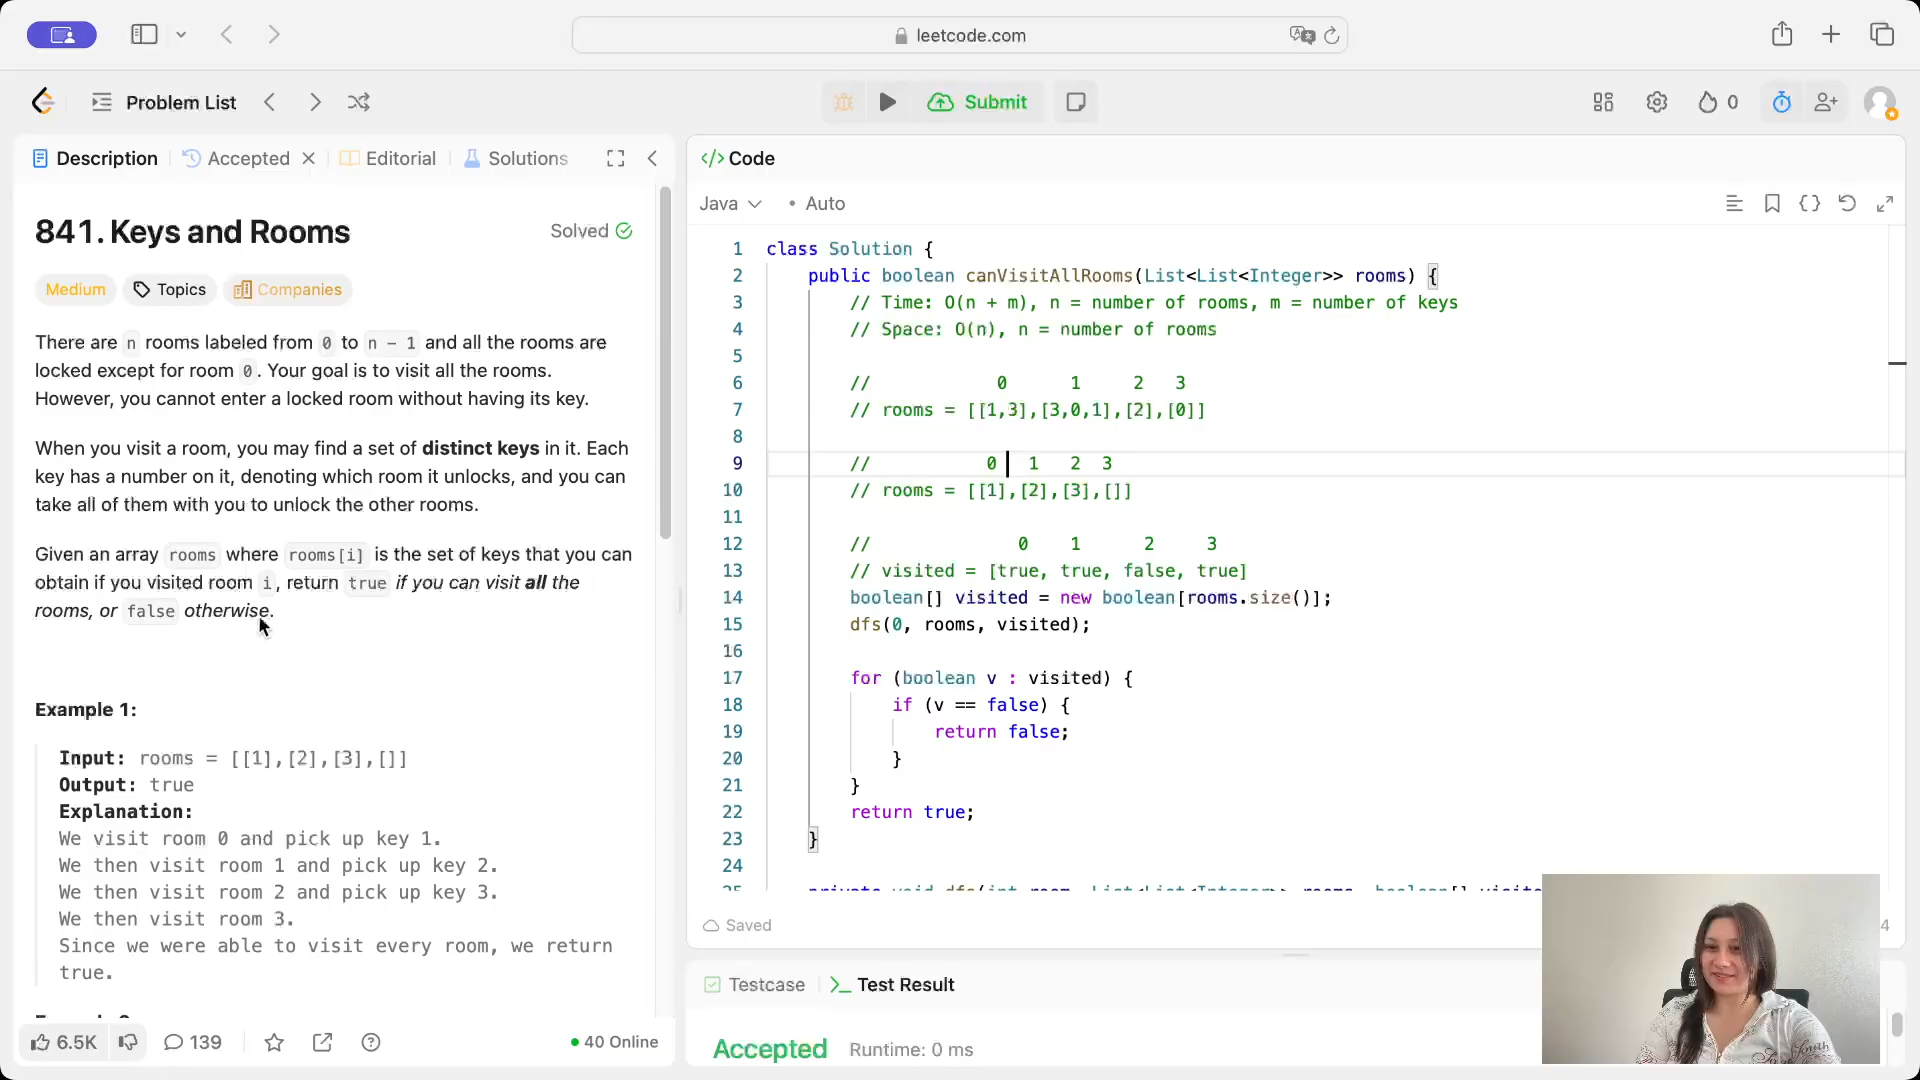 leetcode.com
Problem List
Submit
0
Description
Accepted
Editorial
Solutions
841. Keys and Rooms
Solved
Medium
Topics
Companies
There are n rooms labeled from 0 to n - 1 and all the rooms are
locked except for room 0. Your goal is to visit all the rooms.
However, you cannot enter a locked room without having its key.
When you visit a room, you may find a set of distinct keys in it. Each
key has a number on it, denoting which room it unlocks, and you can
take all of them with you to unlock the other rooms.
Given an array rooms where rooms[i] is the set of keys that you can
obtain if you visited room i, return true if you can visit all the
rooms, or false otherwise.
Example 1:
Input: rooms = [[1],[2],[3],[]]
Output: true
Explanation:
We visit room 0 and pick up key 1.
We then visit room 1 and pick up key 2.
We then visit room 2 and pick up key 3.
We then visit room 3.
Since we were able to visit every room, we return
true.
6.5K
139
40 Online
</> Code
Java
• Auto
1 class Solution {
2 public boolean canVisitAllRooms(List<List<Integer>> rooms) {
3 // Time: O(n + m), n = number of rooms, m = number of keys
4 // Space: O(n), n = number of rooms
5
6 // 0 1 2 3
7 // rooms = [[1,3],[3,0,1],[2],[0]]
8
9 // 0 1 2 3
10 // rooms = [[1],[2],[3],[]]
11
12 // 0 1 2 3
13 // visited = [true, true, false, true]
14 boolean[] visited = new boolean[rooms.size()];
15 dfs(0, rooms, visited);
16
17 for (boolean v : visited) {
18 if (v == false) {
19 return false;
20 }
21 }
22 return true;
23 }
24
25 private void dfs(int room, List<List<Integer>> rooms, boolean[]
Saved
4
Testcase
Test Result
Accepted
Runtime: 0 ms